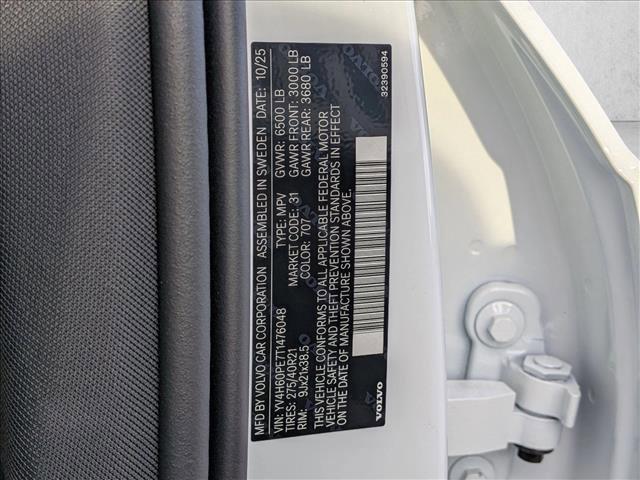 MFD BY VOLVO CAR CORPORATION ASSEMBLED IN SWEDEN DATE: 10/25
VIN: YV4H60PE7T1476048 TYPE: MPV GVWR: 6500 LB
TIRES: 275/40R21 MARKET CODE: 31 GAWR FRONT: 3000 LB
RIM: 9Jx21x38.5 COLOR: 707 GAWR REAR: 3680 LB
THIS VEHICLE CONFORMS TO ALL APPLICABLE FEDERAL MOTOR
VEHICLE SAFETY AND THEFT PREVENTION STANDARDS IN EFFECT
ON THE DATE OF MANUFACTURE SHOWN ABOVE.
VOLVO
32390594